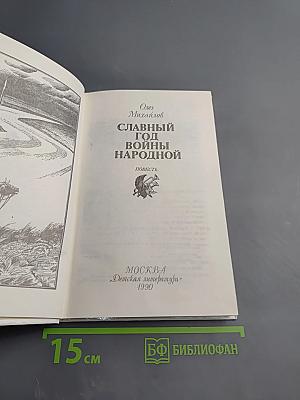 Олег
Михайлов
СЛАВНЫЙ
ГОД
ВОЙНЫ
НАРОДНОЙ
ПОВЕСТЬ
МОСКВА
„Детская литература“
1990
15 см
БФ БИБЛИОФАН